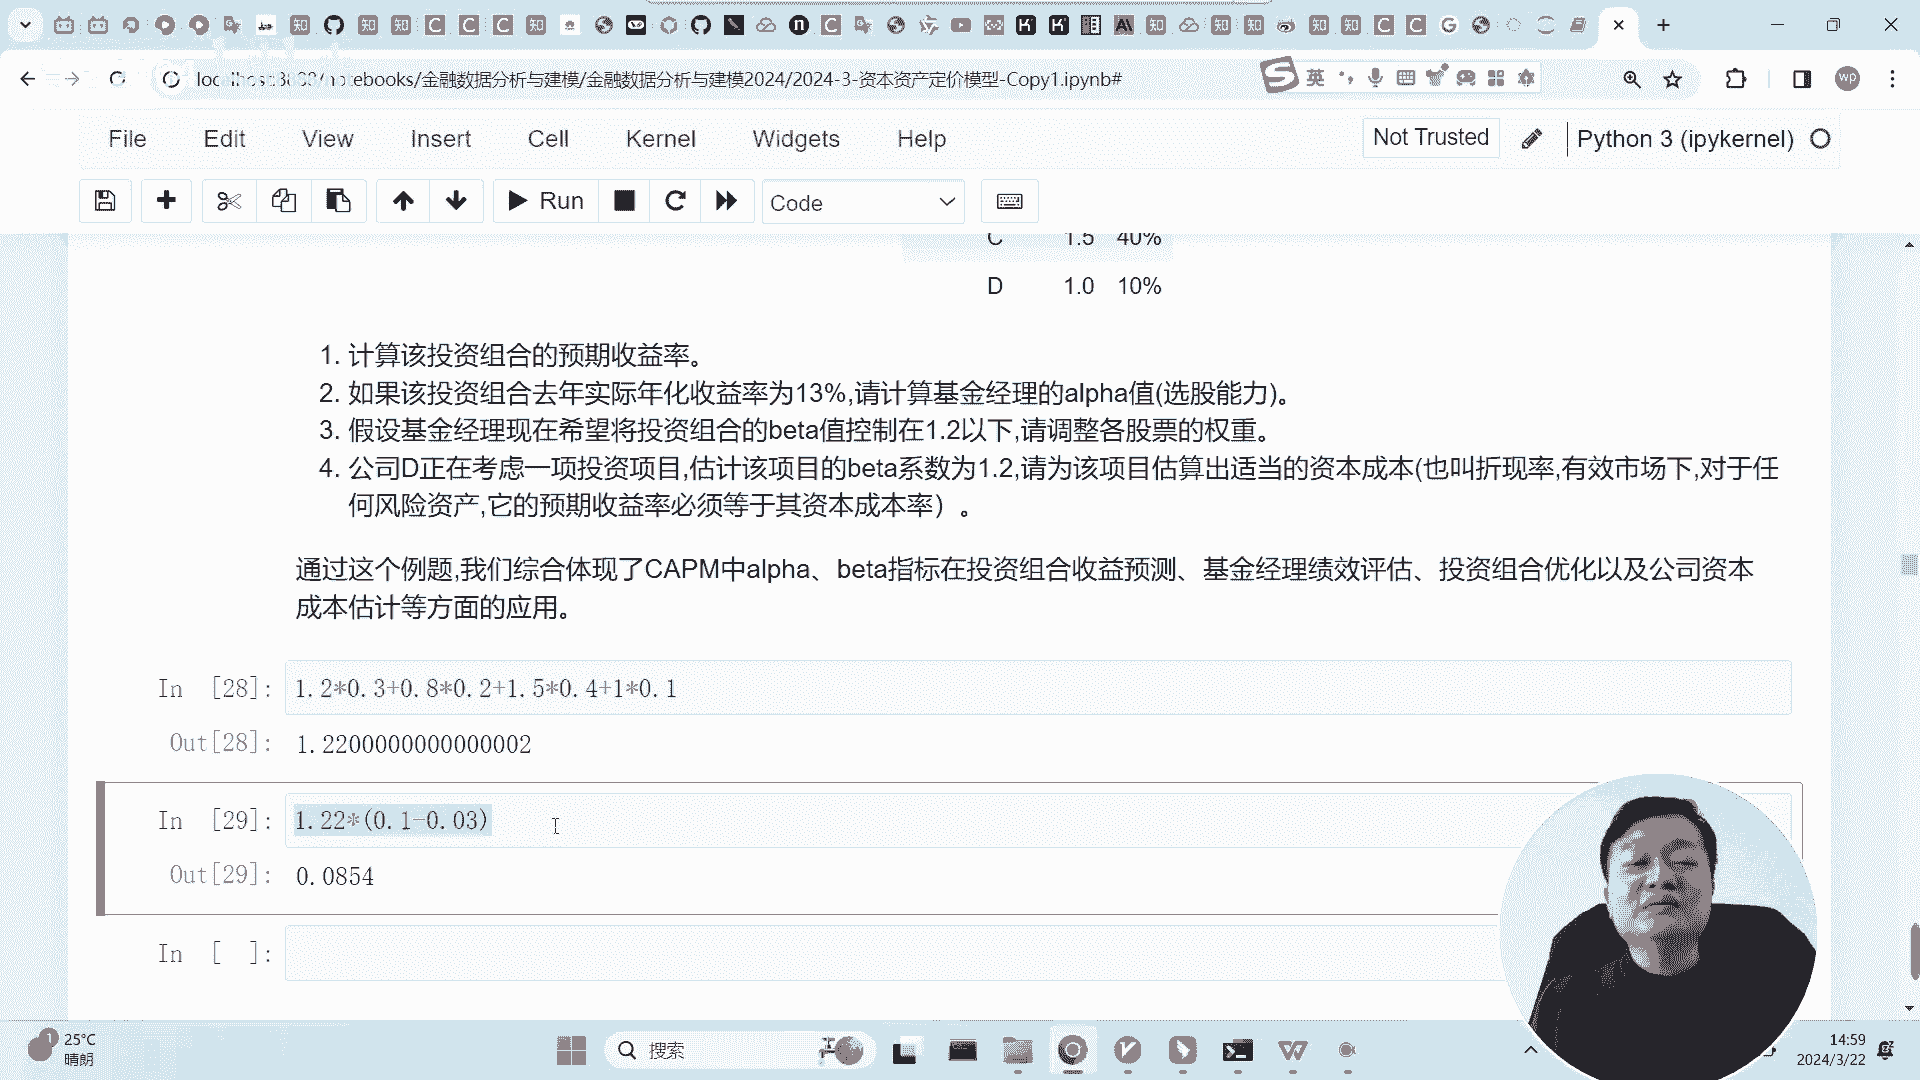 localhost:8888/notebooks/金融数据分析与建模/金融数据分析与建模2024/2024-3-资本资产定价模型-Copy1.ipynb#
英
wp
File Edit View Insert Cell Kernel Widgets Help
Not Trusted
Python 3 (ipykernel)
Run
Code
C 1.5 40%
D 1.0 10%
1. 计算该投资组合的预期收益率。
2. 如果该投资组合去年实际年化收益率为13%,请计算基金经理的alpha值(选股能力)。
3. 假设基金经理现在希望将投资组合的beta值控制在1.2以下,请调整各股票的权重。
4. 公司D正在考虑一项投资项目,估计该项目的beta系数为1.2,请为该项目估算出适当的资本成本(也叫折现率,有效市场下,对于任
何风险资产,它的预期收益率必须等于其资本成本率）。
通过这个例题,我们综合体现了CAPM中alpha、beta指标在投资组合收益预测、基金经理绩效评估、投资组合优化以及公司资本
成本估计等方面的应用。
In [28]: 1.2*0.3+0.8*0.2+1.5*0.4+1*0.1
Out[28]: 1.2200000000000002
In [29]: 1.22*(0.1-0.03)
Out[29]: 0.0854
In [ ]:
1
25°C
晴朗
搜索
14:59
2024/3/22